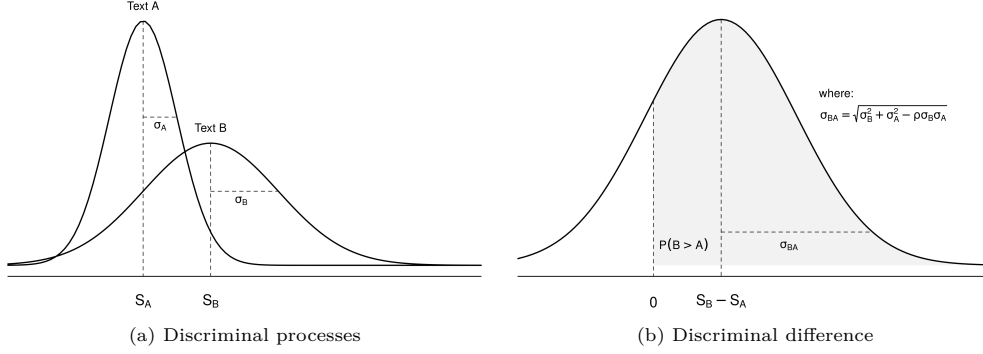 Text A
σA
Text B
σB
SA
SB
(a) Discriminal processes
where:
σBA = √σB² + σA² − ρσBσA
P(B > A)
σBA
0
SB − SA
(b) Discriminal difference